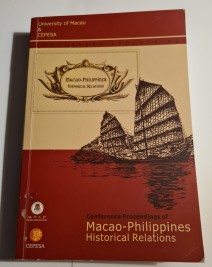 University of Macau
&
CEPESA
MACAO-PHILIPPINES
HISTORICAL RELATIONS
Conference Proceedings of
Macao-Philippines
Historical Relations
CEPESA